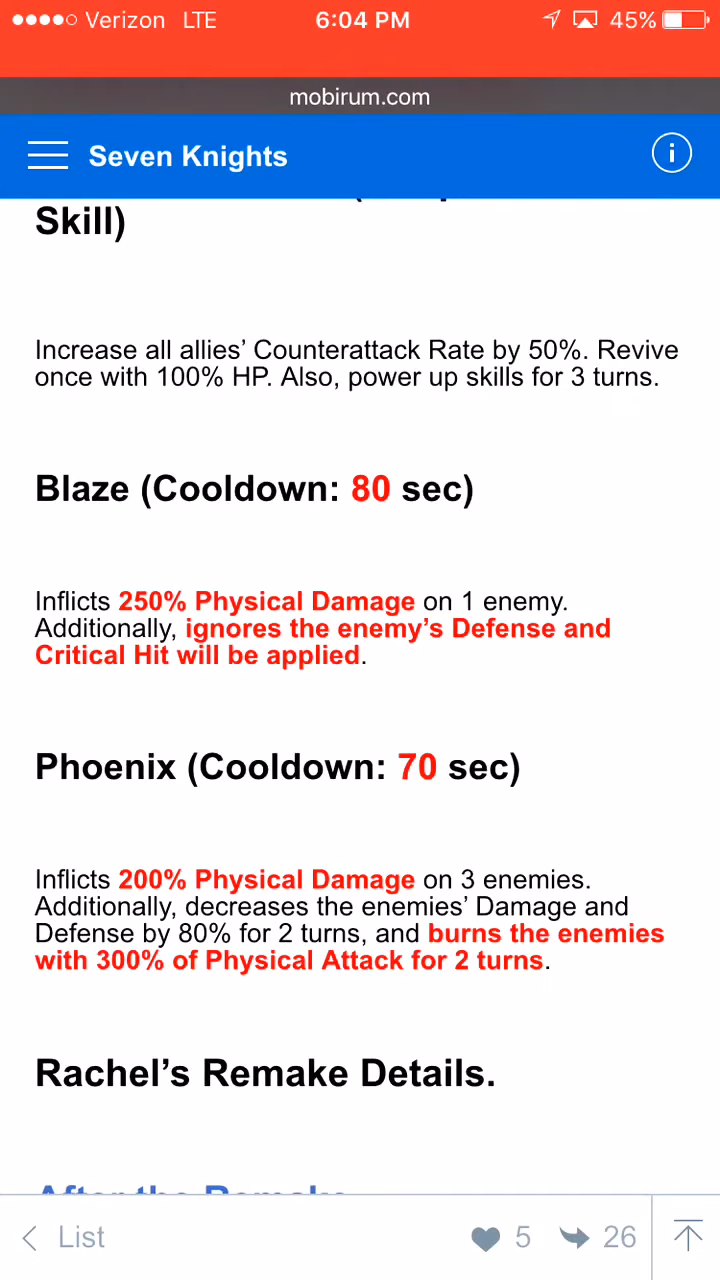 Verizon LTE 6:04 PM 45%
mobirum.com
Seven Knights
Skill)
Increase all allies’ Counterattack Rate by 50%. Revive
once with 100% HP. Also, power up skills for 3 turns.
Blaze (Cooldown: 80 sec)
Inflicts 250% Physical Damage on 1 enemy.
Additionally, ignores the enemy’s Defense and
Critical Hit will be applied.
Phoenix (Cooldown: 70 sec)
Inflicts 200% Physical Damage on 3 enemies.
Additionally, decreases the enemies’ Damage and
Defense by 80% for 2 turns, and burns the enemies
with 300% of Physical Attack for 2 turns.
Rachel’s Remake Details.
After the Remake
List 5 26